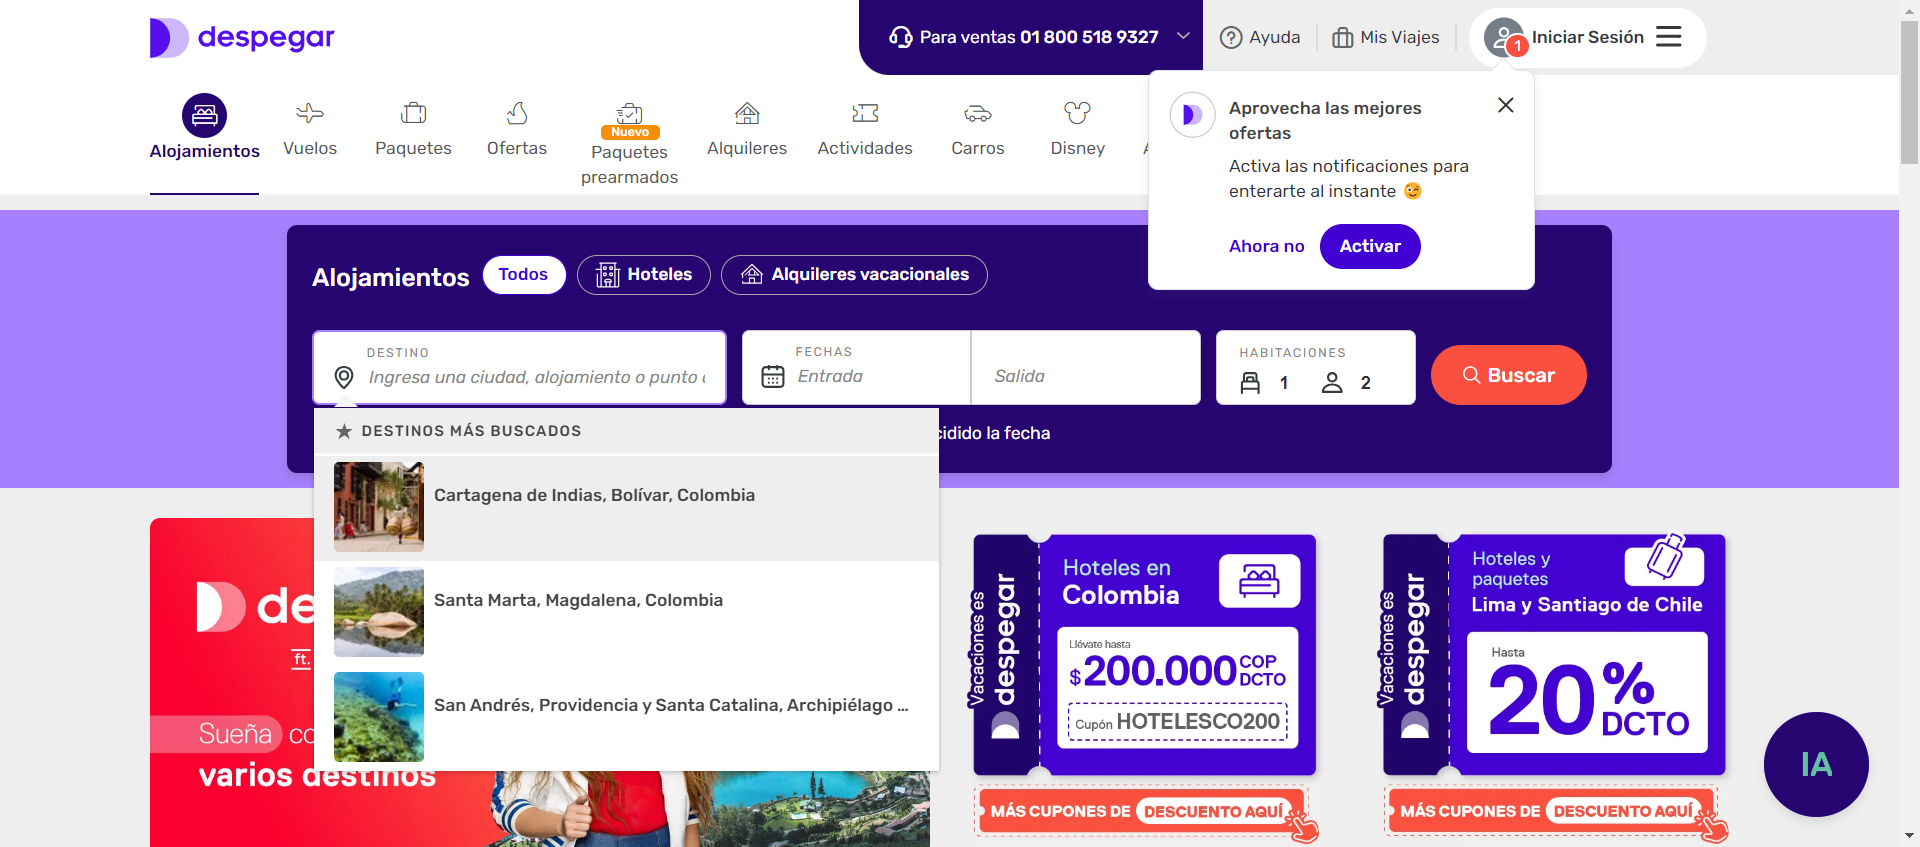 despegar
Para ventas 01 800 518 9327
Ayuda
Mis Viajes
1
Iniciar Sesión
Alojamientos
Vuelos
Paquetes
Ofertas
Nuevo
Paquetes
prearmados
Alquileres
Actividades
Carros
Disney
Aprovecha las mejores
ofertas
Activa las notificaciones para
enterarte al instante
Ahora no
Activar
Alojamientos
Todos
Hoteles
Alquileres vacacionales
DESTINO
Ingresa una ciudad, alojamiento o punto
FECHAS
Entrada
Salida
HABITACIONES
1
2
Buscar
cidido la fecha
DESTINOS MÁS BUSCADOS
Cartagena de Indias, Bolívar, Colombia
Santa Marta, Magdalena, Colombia
San Andrés, Providencia y Santa Catalina, Archipiélago ...
de
ft.
Sueña co
varios destinos
Vacaciones es
despegar
Hoteles en
Colombia
Llévate hasta
$200.000 COP
DCTO
Cupón HOTELESCO200
MÁS CUPONES DE DESCUENTO AQUÍ
Vacaciones es
despegar
Hoteles y
paquetes
Lima y Santiago de Chile
Hasta
20%
DCTO
MÁS CUPONES DE DESCUENTO AQUÍ
IA